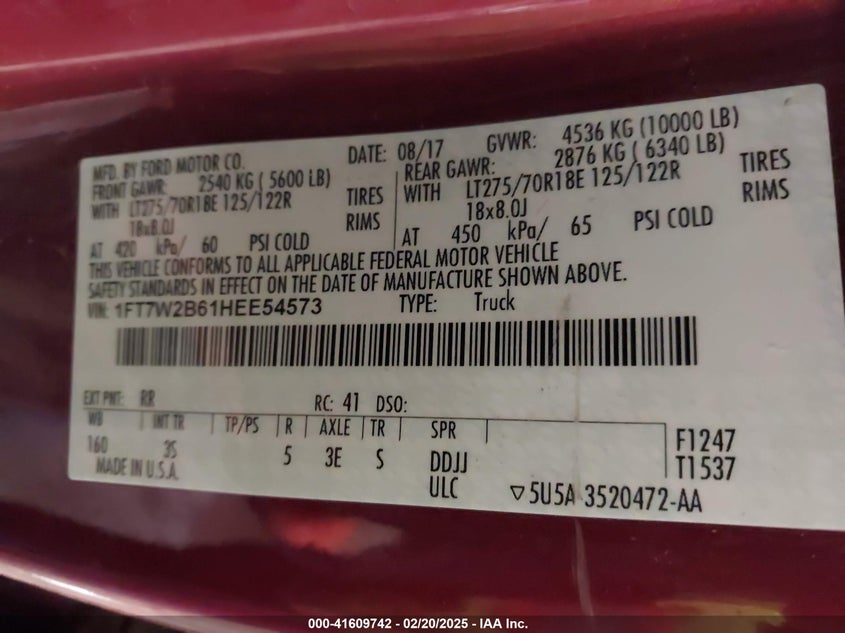 MFD. BY FORD MOTOR CO.
DATE: 08/17
GVWR: 4536 KG (10000 LB)
FRONT GAWR: 2540 KG ( 5600 LB)
REAR GAWR: 2876 KG ( 6340 LB)
WITH LT275/70R18E 125/122R TIRES
WITH LT275/70R18E 125/122R TIRES
18x8.0J RIMS
18x8.0J RIMS
AT 420 kPa/ 60 PSI COLD
AT 450 kPa/ 65 PSI COLD
THIS VEHICLE CONFORMS TO ALL APPLICABLE FEDERAL MOTOR VEHICLE
SAFETY STANDARDS IN EFFECT ON THE DATE OF MANUFACTURE SHOWN ABOVE.
VIN: 1FT7W2B61HEE54573
TYPE: Truck
EXT PNT: RR
RC: 41 DSO:
WB INT TR TP/PS R AXLE TR SPR
160 3S 5 3E S DDJJ
F1247
T1537
MADE IN U.S.A.
ULC
▽5U5A 3520472-AA
000-41609742 - 02/20/2025 - IAA Inc.